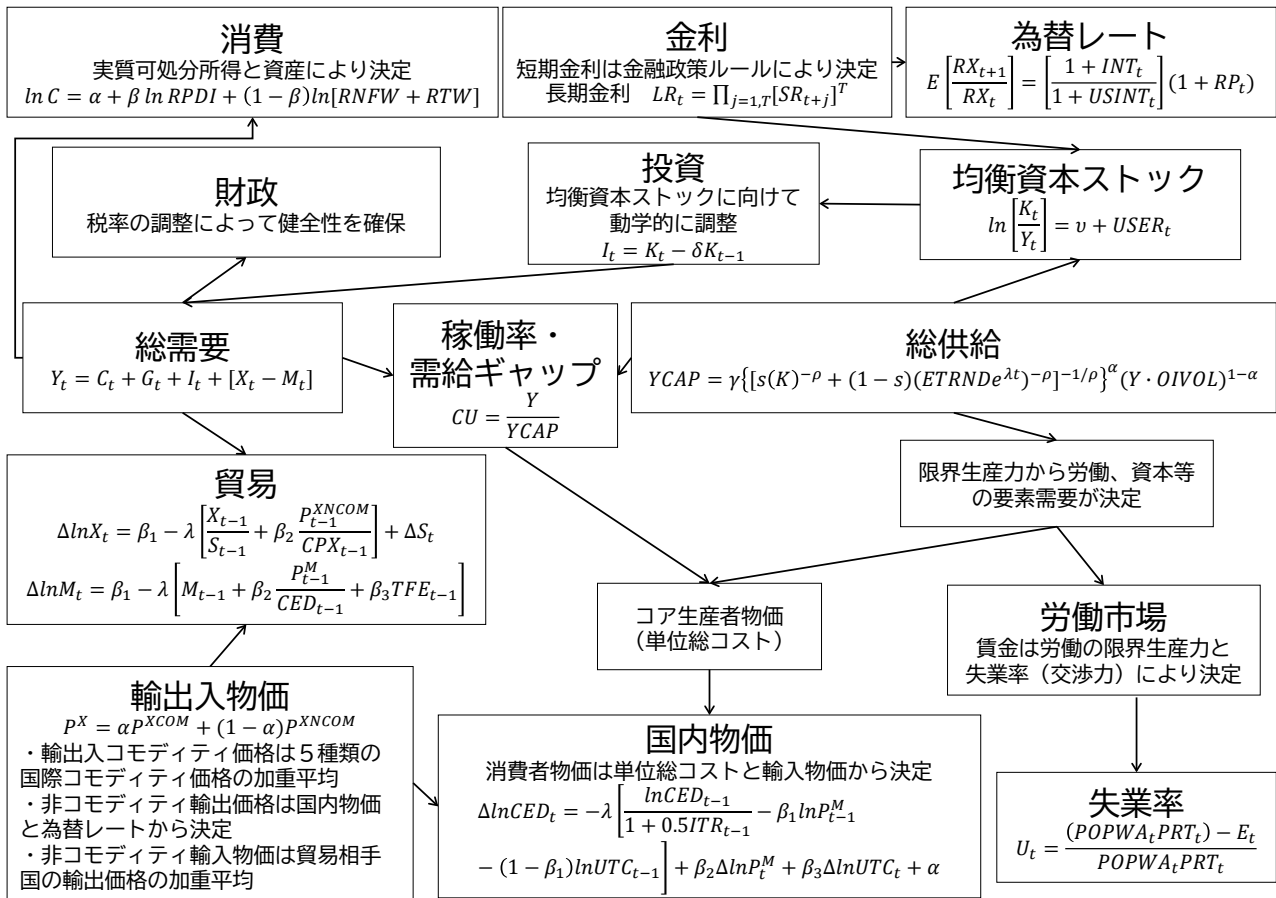 消費
実質可処分所得と資産により決定
ln C = α + β ln RPDI + (1 − β)ln[RNFW + RTW]
金利
短期金利は金融政策ルールにより決定
長期金利 LR_t = ∏_{j=1,T}[SR_{t+j}]^T
為替レート
E[RX_{t+1}/RX_t] = [(1 + INT_t)/(1 + USINT_t)](1 + RP_t)
財政
税率の調整によって健全性を確保
投資
均衡資本ストックに向けて
動学的に調整
I_t = K_t − δK_{t−1}
均衡資本ストック
ln[K_t/Y_t] = υ + USER_t
総需要
Y_t = C_t + G_t + I_t + [X_t − M_t]
稼働率・
需給ギャップ
CU = Y/YCAP
総供給
YCAP = γ{[s(K)^{−ρ} + (1 − s)(ETRNDe^{λt})^{−ρ}]^{−1/ρ}}^α (Y · OIVOL)^{1−α}
限界生産力から労働、資本等
の要素需要が決定
貿易
ΔlnX_t = β_1 − λ[X_{t−1}/S_{t−1} + β_2 P^{XNCOM}_{t−1}/CPX_{t−1}] + ΔS_t
ΔlnM_t = β_1 − λ[M_{t−1} + β_2 P^M_{t−1}/CED_{t−1} + β_3TFE_{t−1}]
コア生産者物価
（単位総コスト）
労働市場
賃金は労働の限界生産力と
失業率（交渉力）により決定
輸出入物価
P^X = αP^{XCOM} + (1 − α)P^{XNCOM}
・輸出入コモディティ価格は５種類の
国際コモディティ価格の加重平均
・非コモディティ輸出価格は国内物価
と為替レートから決定
・非コモディティ輸入物価は貿易相手
国の輸出価格の加重平均
国内物価
消費者物価は単位総コストと輸入物価から決定
ΔlnCED_t = −λ[lnCED_{t−1}/(1 + 0.5ITR_{t−1}) − β_1lnP^M_{t−1}
− (1 − β_1)lnUTC_{t−1}] + β_2ΔlnP^M_t + β_3ΔlnUTC_t + α
失業率
U_t = ((POPWA_tPRT_t) − E_t)/(POPWA_tPRT_t)